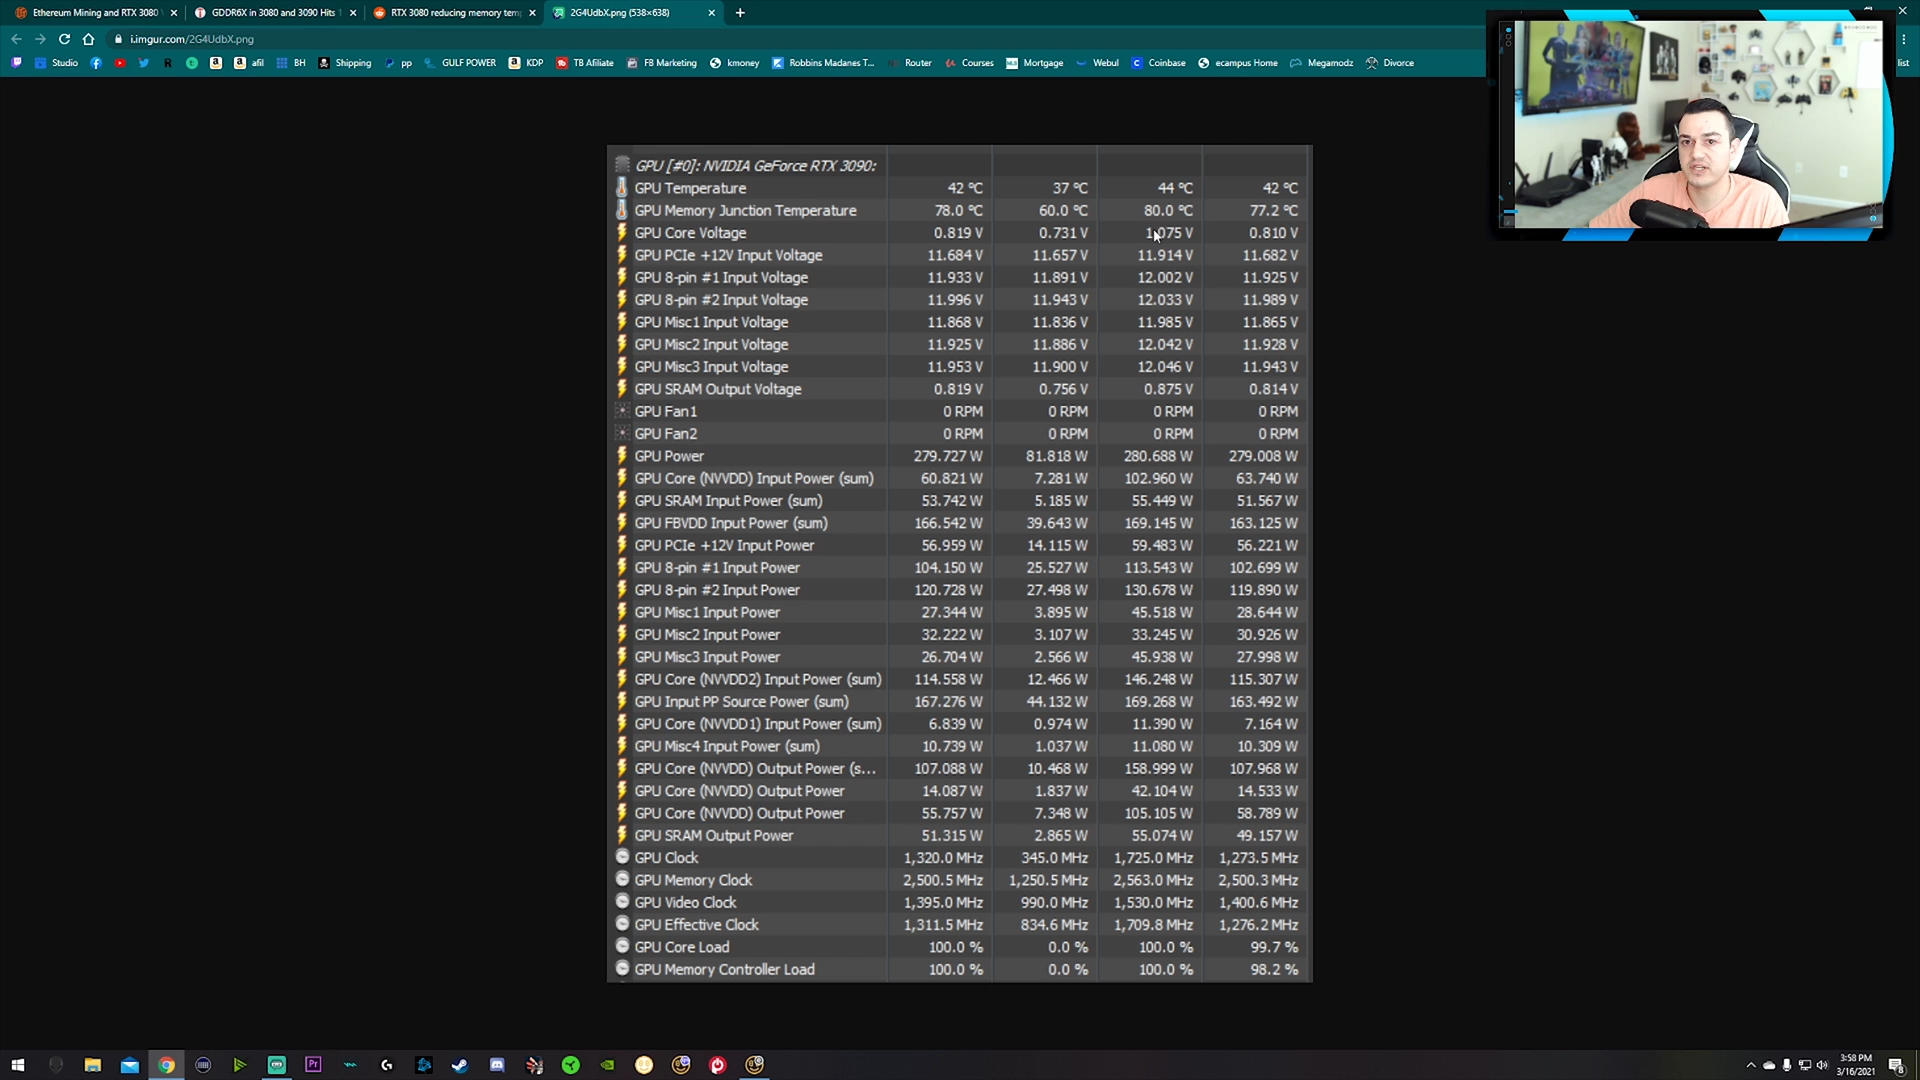 Ethereum Mining and RTX 3080
GDDR6X in 3080 and 3090 Hits 1
RTX 3080 reducing memory temp
2G4UdbX.png (538×638)
i.imgur.com/2G4UdbX.png
Studio
BH
Shipping
pp
GULF POWER
KDP
TB Afiliate
FB Marketing
kmoney
Robbins Madanes T...
Router
Courses
Mortgage
Webul
Coinbase
ecampus Home
Megamodz
Divorce
afil
list
GPU [#0]: NVIDIA GeForce RTX 3090:
GPU Temperature 42 °C 37 °C 44 °C 42 °C
GPU Memory Junction Temperature 78.0 °C 60.0 °C 80.0 °C 77.2 °C
GPU Core Voltage 0.819 V 0.731 V 1.075 V 0.810 V
GPU PCIe +12V Input Voltage 11.684 V 11.657 V 11.914 V 11.682 V
GPU 8-pin #1 Input Voltage 11.933 V 11.891 V 12.002 V 11.925 V
GPU 8-pin #2 Input Voltage 11.996 V 11.943 V 12.033 V 11.989 V
GPU Misc1 Input Voltage 11.868 V 11.836 V 11.985 V 11.865 V
GPU Misc2 Input Voltage 11.925 V 11.886 V 12.042 V 11.928 V
GPU Misc3 Input Voltage 11.953 V 11.900 V 12.046 V 11.943 V
GPU SRAM Output Voltage 0.819 V 0.756 V 0.875 V 0.814 V
GPU Fan1 0 RPM 0 RPM 0 RPM 0 RPM
GPU Fan2 0 RPM 0 RPM 0 RPM 0 RPM
GPU Power 279.727 W 81.818 W 280.688 W 279.008 W
GPU Core (NVVDD) Input Power (sum) 60.821 W 7.281 W 102.960 W 63.740 W
GPU SRAM Input Power (sum) 53.742 W 5.185 W 55.449 W 51.567 W
GPU FBVDD Input Power (sum) 166.542 W 39.643 W 169.145 W 163.125 W
GPU PCIe +12V Input Power 56.959 W 14.115 W 59.483 W 56.221 W
GPU 8-pin #1 Input Power 104.150 W 25.527 W 113.543 W 102.699 W
GPU 8-pin #2 Input Power 120.728 W 27.498 W 130.678 W 119.890 W
GPU Misc1 Input Power 27.344 W 3.895 W 45.518 W 28.644 W
GPU Misc2 Input Power 32.222 W 3.107 W 33.245 W 30.926 W
GPU Misc3 Input Power 26.704 W 2.566 W 45.938 W 27.998 W
GPU Core (NVVDD2) Input Power (sum) 114.558 W 12.466 W 146.248 W 115.307 W
GPU Input PP Source Power (sum) 167.276 W 44.132 W 169.268 W 163.492 W
GPU Core (NVVDD1) Input Power (sum) 6.839 W 0.974 W 11.390 W 7.164 W
GPU Misc4 Input Power (sum) 10.739 W 1.037 W 11.080 W 10.309 W
GPU Core (NVVDD) Output Power (s... 107.088 W 10.468 W 158.999 W 107.968 W
GPU Core (NVVDD) Output Power 14.087 W 1.837 W 42.104 W 14.533 W
GPU Core (NVVDD) Output Power 55.757 W 7.348 W 105.105 W 58.789 W
GPU SRAM Output Power 51.315 W 2.865 W 55.074 W 49.157 W
GPU Clock 1,320.0 MHz 345.0 MHz 1,725.0 MHz 1,273.5 MHz
GPU Memory Clock 2,500.5 MHz 1,250.5 MHz 2,563.0 MHz 2,500.3 MHz
GPU Video Clock 1,395.0 MHz 990.0 MHz 1,530.0 MHz 1,400.6 MHz
GPU Effective Clock 1,311.5 MHz 834.6 MHz 1,709.8 MHz 1,276.2 MHz
GPU Core Load 100.0 % 0.0 % 100.0 % 99.7 %
GPU Memory Controller Load 100.0 % 0.0 % 100.0 % 98.2 %
3:58 PM
3/16/2021